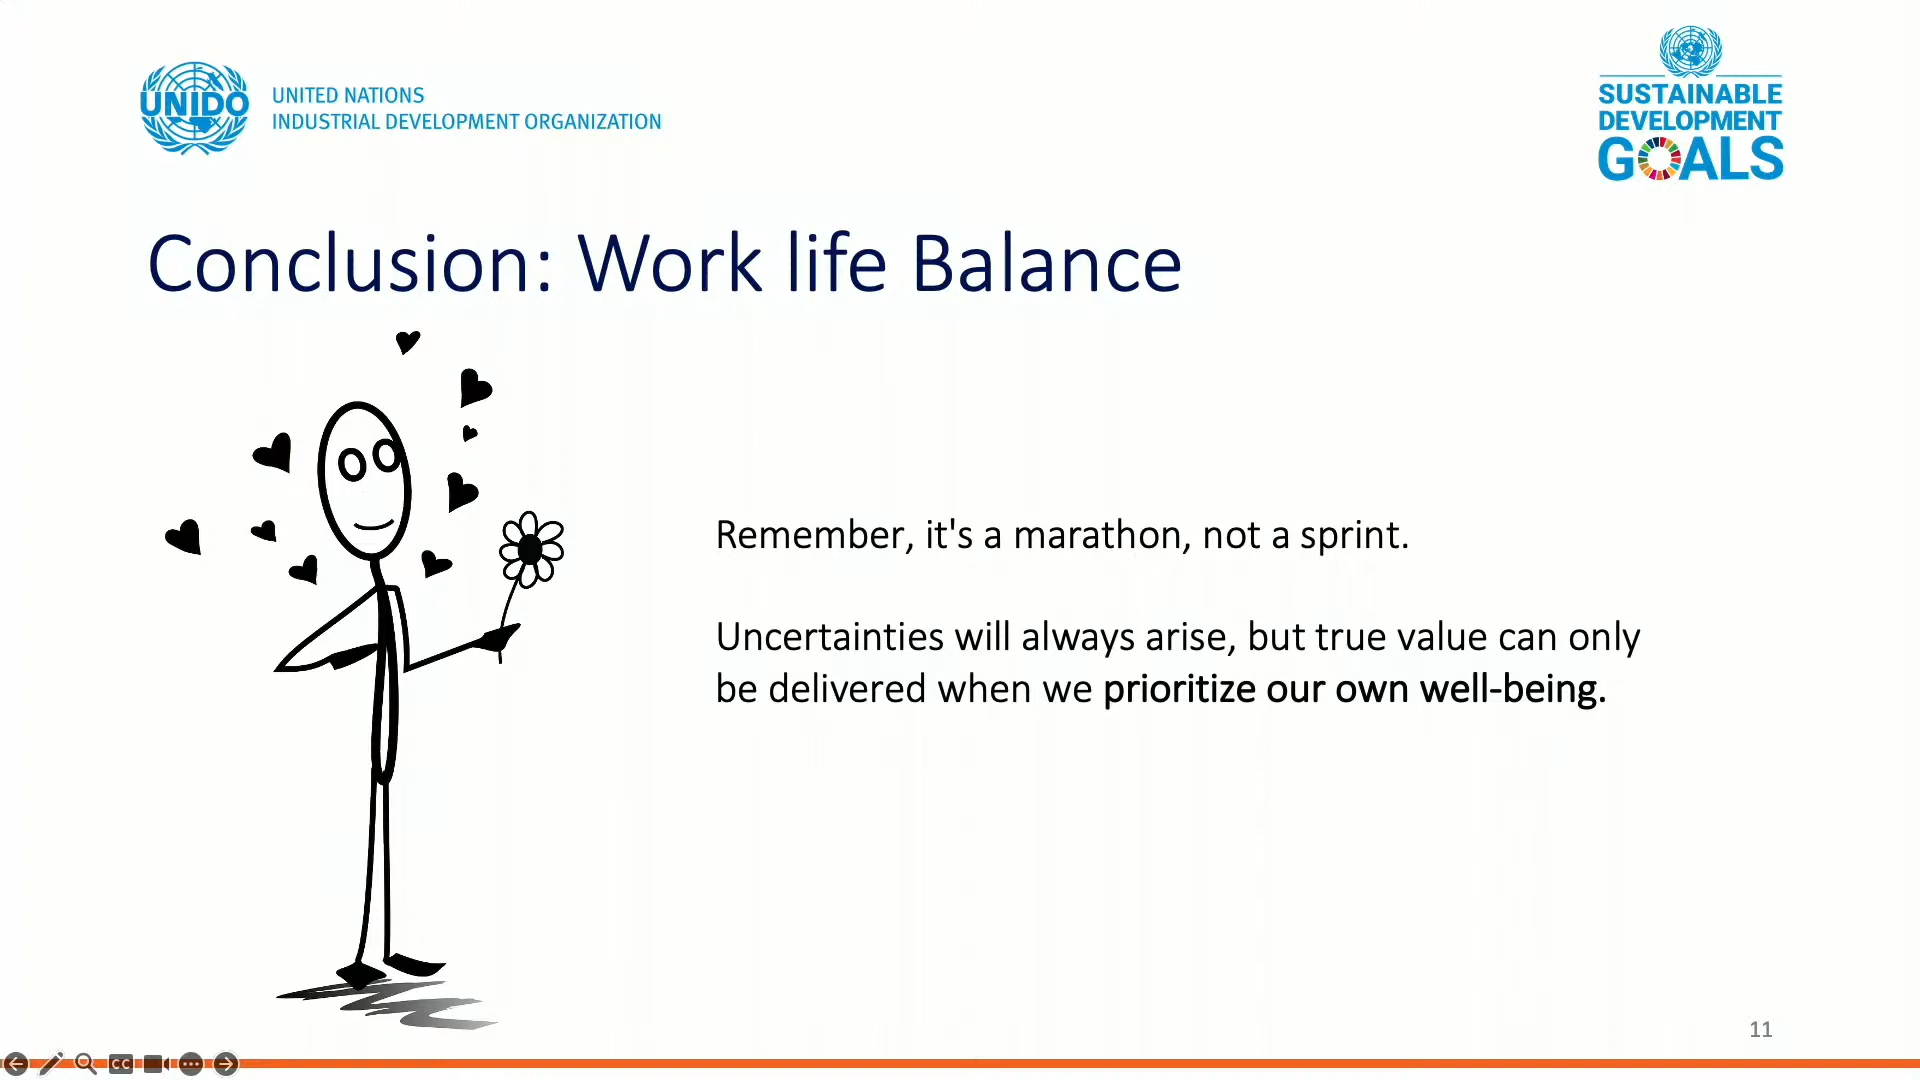 UNIDO
UNITED NATIONS
INDUSTRIAL DEVELOPMENT ORGANIZATION
SUSTAINABLE
DEVELOPMENT
GOALS
Conclusion: Work life Balance
Remember, it's a marathon, not a sprint.
Uncertainties will always arise, but true value can only
be delivered when we prioritize our own well-being.
11
CC